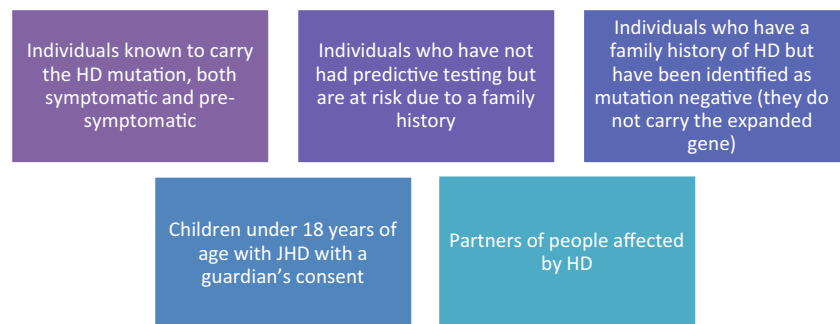 Individuals known to carry
the HD mutation, both
symptomatic and pre-
symptomatic
Individuals who have not
had predictive testing but
are at risk due to a family
history
Individuals who have a
family history of HD but
have been identified as
mutation negative (they do
not carry the expanded
gene)
Children under 18 years of
age with JHD with a
guardian’s consent
Partners of people affected
by HD